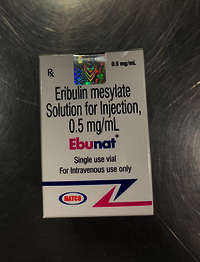 Rx
0.5 mg/mL
Eribulin mesylate
Solution for Injection,
0.5 mg/mL
Ebunat®
Single use vial
For Intravenous use only
NATCO